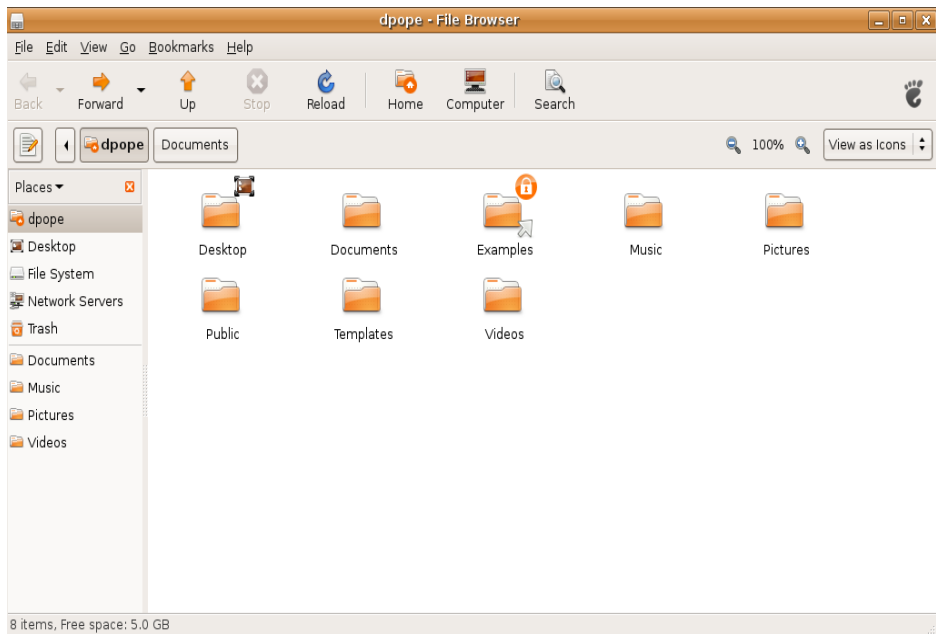 dpope - File Browser
File Edit View Go Bookmarks Help
Back Forward Up Stop Reload Home Computer Search
dpope Documents 100% View as Icons
Places
dpope
Desktop
File System
Network Servers
Trash
Documents
Music
Pictures
Videos
Desktop Documents Examples Music Pictures
Public Templates Videos
8 items, Free space: 5.0 GB